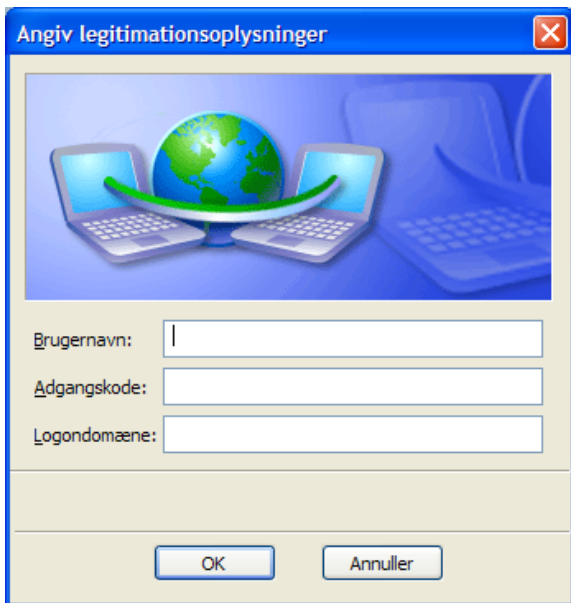 Angiv legitimationsoplysninger
Brugernavn:
Adgangskode:
Logondomæne:
OK Annuller